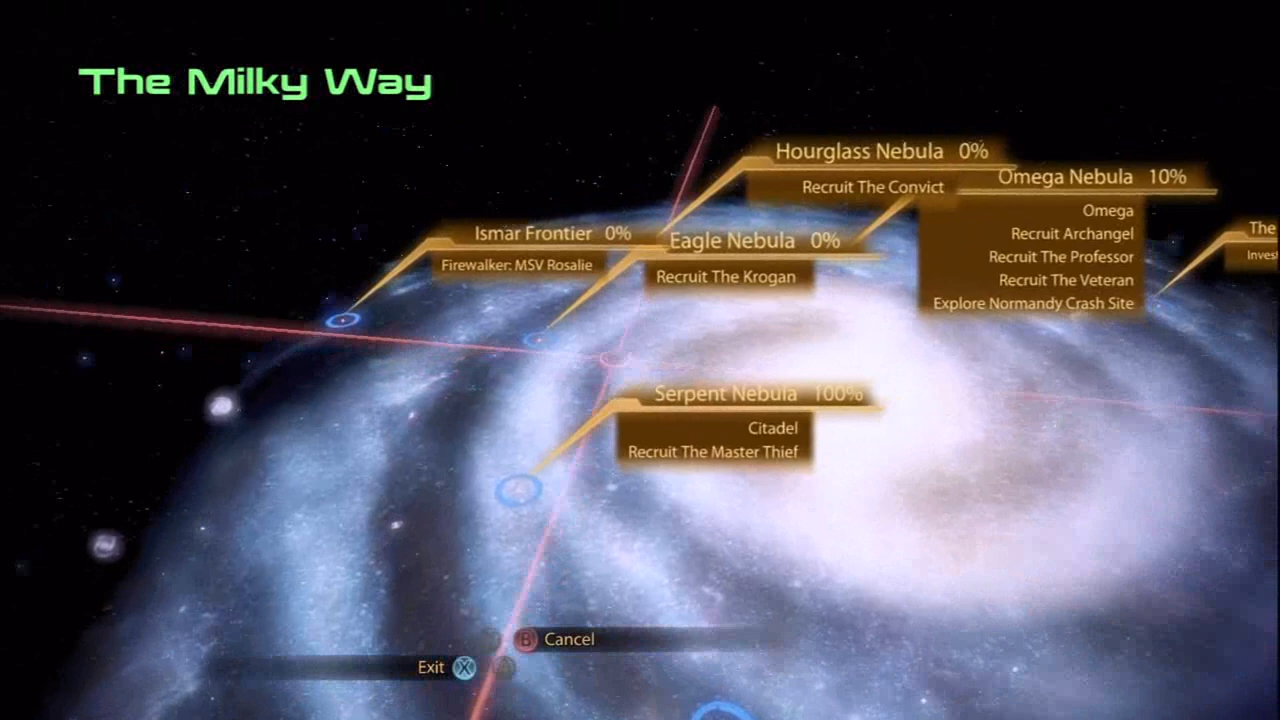 The Milky Way
Hourglass Nebula 0%
Recruit The Convict
Omega Nebula 10%
Omega
Recruit Archangel
Recruit The Professor
Recruit The Veteran
Explore Normandy Crash Site
Ismar Frontier 0%
Firewalker: MSV Rosalie
Eagle Nebula 0%
Recruit The Krogan
The
Serpent Nebula 100%
Citadel
Recruit The Master Thief
B Cancel
Exit X
A